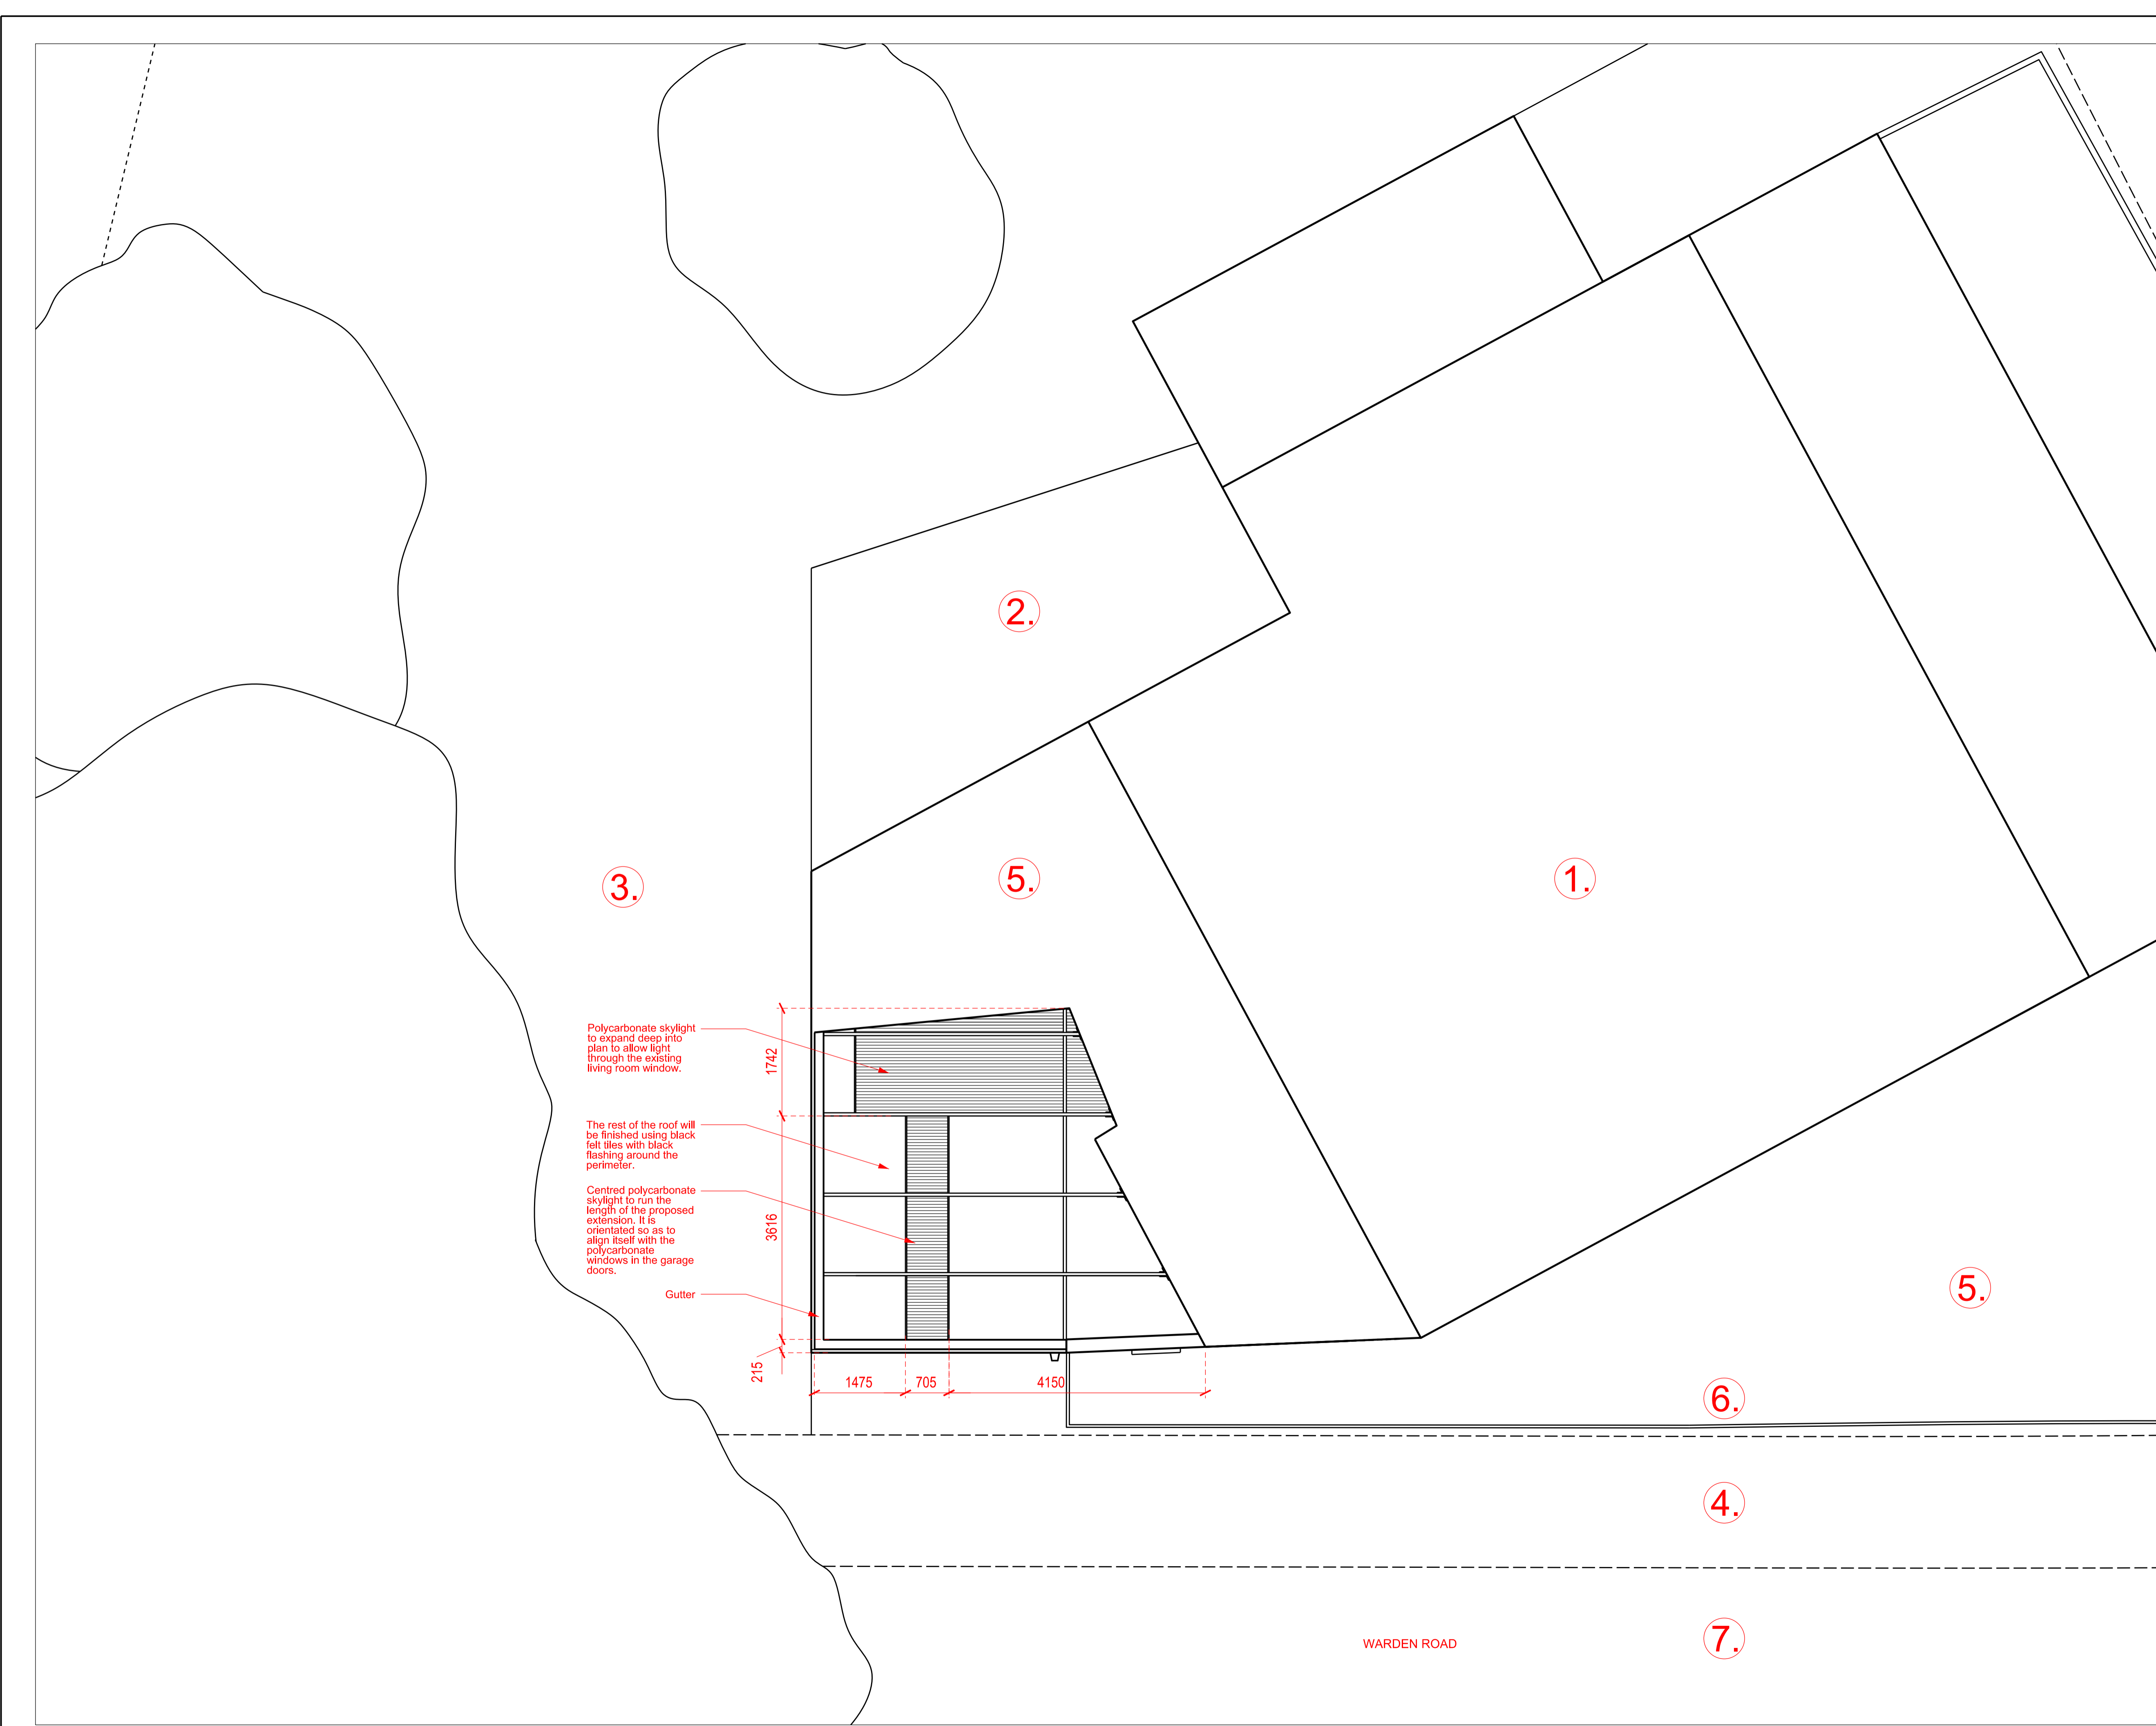 2.
3.
5.
1.
Polycarbonate skylight
to expand deep into
plan to allow light
through the existing
living room window.
1742
The rest of the roof will
be finished using black
felt tiles with black
flashing around the
perimeter.
Centred polycarbonate
skylight to run the
length of the proposed
extension. It is
orientated so as to
align itself with the
polycarbonate
windows in the garage
doors.
3616
Gutter
215
1475
705
4150
5.
6.
4.
WARDEN ROAD
7.